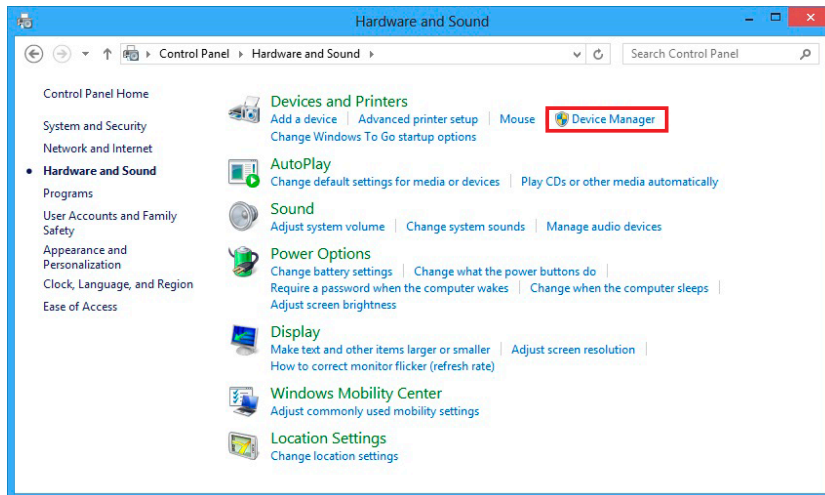 Hardware and Sound
Control Panel Hardware and Sound
Search Control Panel
Control Panel Home
System and Security
Network and Internet
Hardware and Sound
Programs
User Accounts and Family
Safety
Appearance and
Personalization
Clock, Language, and Region
Ease of Access
Devices and Printers
Add a device Advanced printer setup Mouse Device Manager
Change Windows To Go startup options
AutoPlay
Change default settings for media or devices Play CDs or other media automatically
Sound
Adjust system volume Change system sounds Manage audio devices
Power Options
Change battery settings Change what the power buttons do
Require a password when the computer wakes Change when the computer sleeps
Adjust screen brightness
Display
Make text and other items larger or smaller Adjust screen resolution
How to correct monitor flicker (refresh rate)
Windows Mobility Center
Adjust commonly used mobility settings
Location Settings
Change location settings